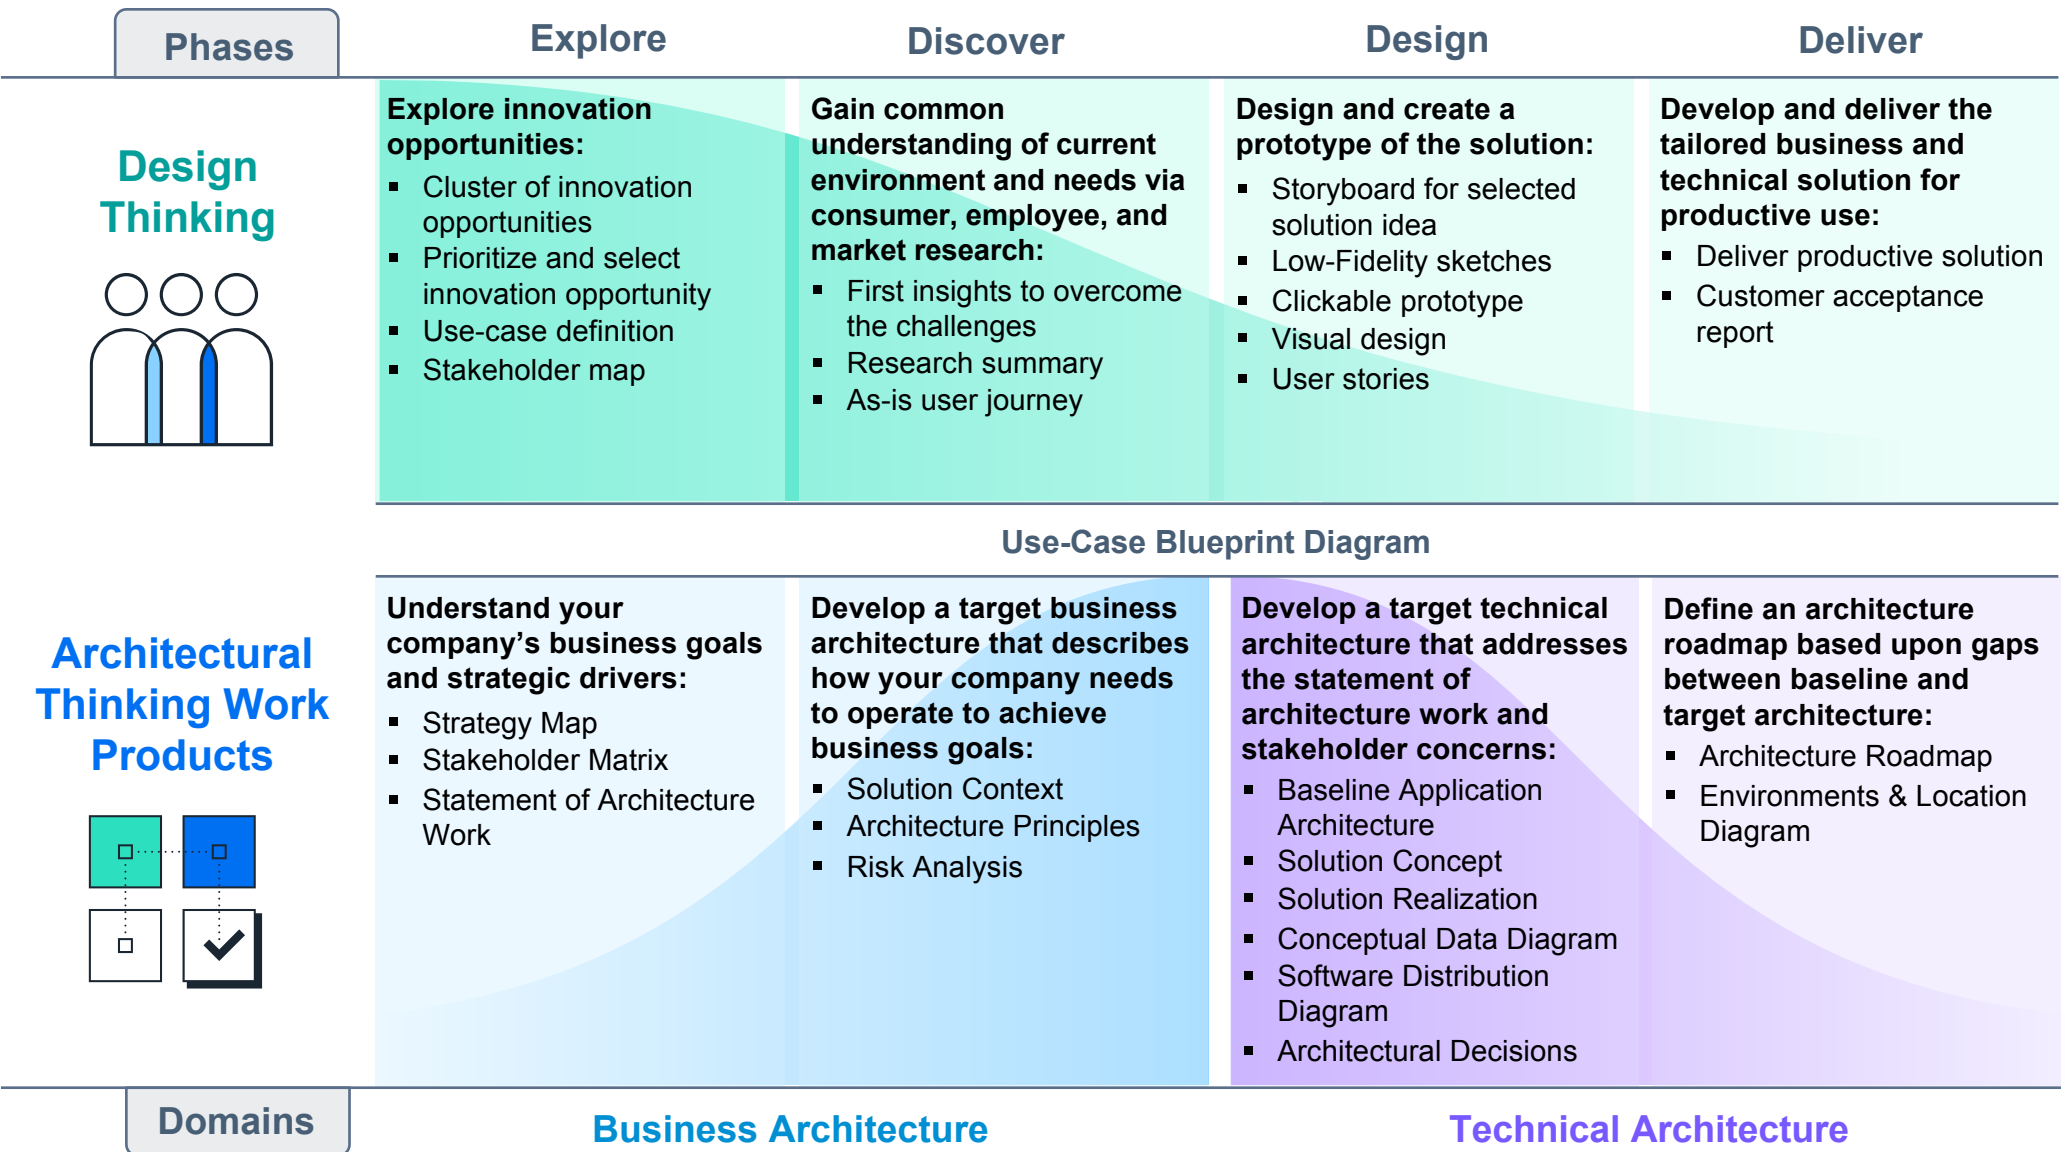 Phases
Explore
Discover
Design
Deliver
Design
Thinking
Explore innovation
opportunities:
▪ Cluster of innovation
opportunities
▪ Prioritize and select
innovation opportunity
▪ Use-case definition
▪ Stakeholder map
Gain common
understanding of current
environment and needs via
consumer, employee, and
market research:
▪ First insights to overcome
the challenges
▪ Research summary
▪ As-is user journey
Design and create a
prototype of the solution:
▪ Storyboard for selected
solution idea
▪ Low-Fidelity sketches
▪ Clickable prototype
▪ Visual design
▪ User stories
Develop and deliver the
tailored business and
technical solution for
productive use:
▪ Deliver productive solution
▪ Customer acceptance
report
Use-Case Blueprint Diagram
Architectural
Thinking Work
Products
Understand your
company’s business goals
and strategic drivers:
▪ Strategy Map
▪ Stakeholder Matrix
▪ Statement of Architecture
Work
Develop a target business
architecture that describes
how your company needs
to operate to achieve
business goals:
▪ Solution Context
▪ Architecture Principles
▪ Risk Analysis
Develop a target technical
architecture that addresses
the statement of
architecture work and
stakeholder concerns:
▪ Baseline Application
Architecture
▪ Solution Concept
▪ Solution Realization
▪ Conceptual Data Diagram
▪ Software Distribution
Diagram
▪ Architectural Decisions
Define an architecture
roadmap based upon gaps
between baseline and
target architecture:
▪ Architecture Roadmap
▪ Environments & Location
Diagram
Domains
Business Architecture
Technical Architecture